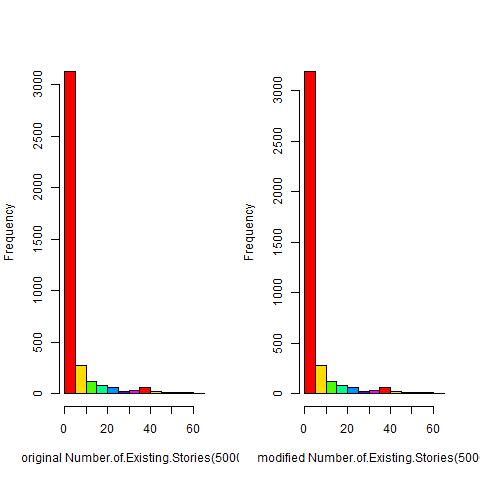 Frequency
0
500
1000
1500
2000
2500
3000
0 20 40 60
original Number.of.Existing.Stories(500(
Frequency
0
500
1000
1500
2000
2500
3000
0 20 40 60
modified Number.of.Existing.Stories(500